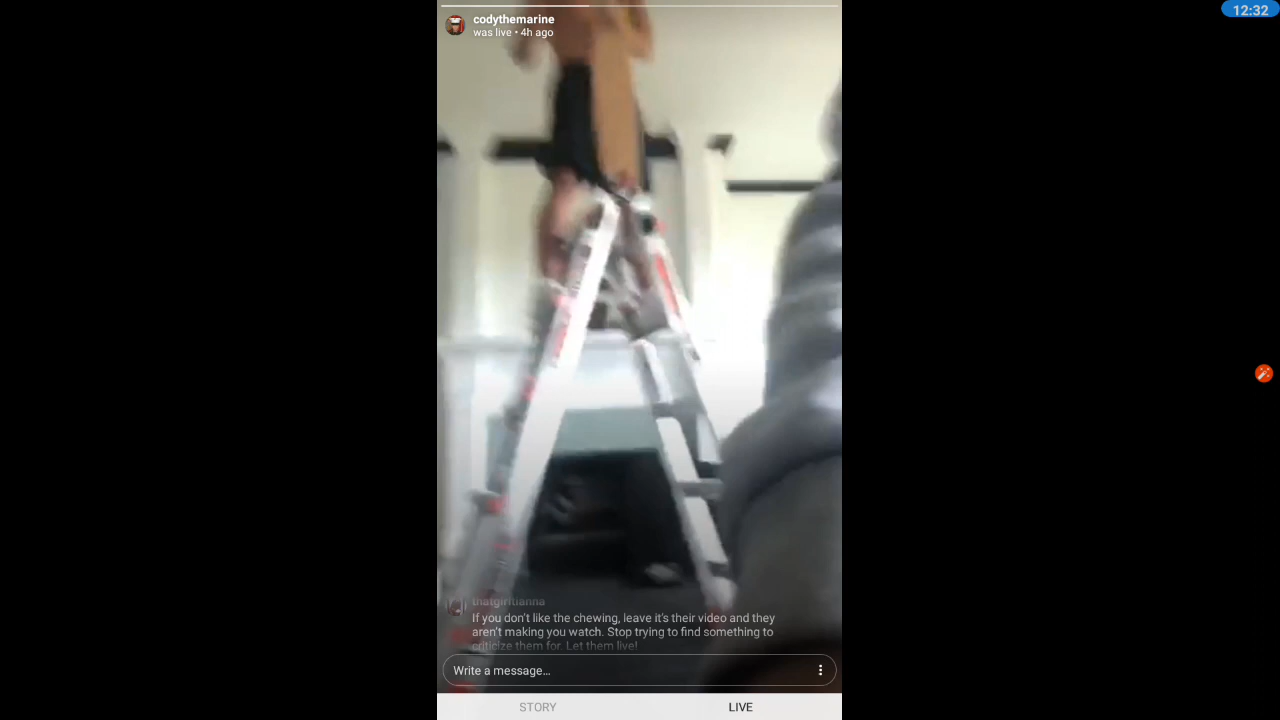 12:32
codythemarine
was live • 4h ago
thatgirltianna
If you don't like the chewing, leave it's their video and they
aren't making you watch. Stop trying to find something to
criticize them for. Let them live!
Write a message...
STORY
LIVE